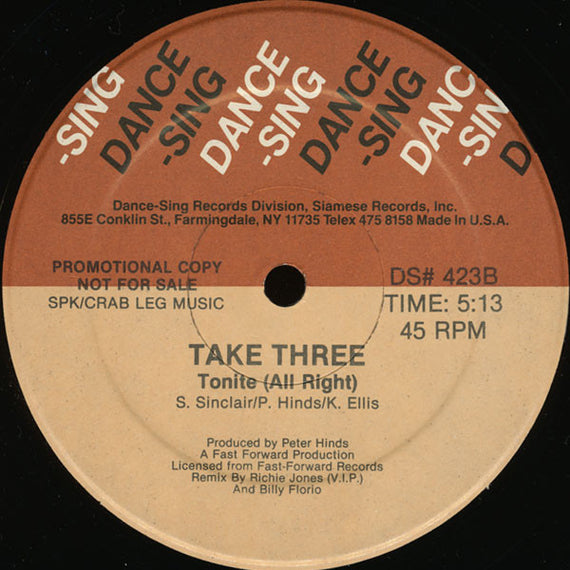 -SING
DANCE
-SING
DANCE
-SING
DANCE
-SING
DANC
-SING
D
Dance-Sing Records Division, Siamese Records, Inc.
855E Conklin St., Farmingdale, NY 11735 Telex 475 8158 Made In U.S.A.
PROMOTIONAL COPY
NOT FOR SALE
SPK/CRAB LEG MUSIC
DS# 423B
TIME: 5:13
45 RPM
TAKE THREE
Tonite (All Right)
S. Sinclair/P. Hinds/K. Ellis
Produced by Peter Hinds
A Fast Forward Production
Licensed from Fast-Forward Records
Remix By Richie Jones (V.I.P.)
And Billy Florio